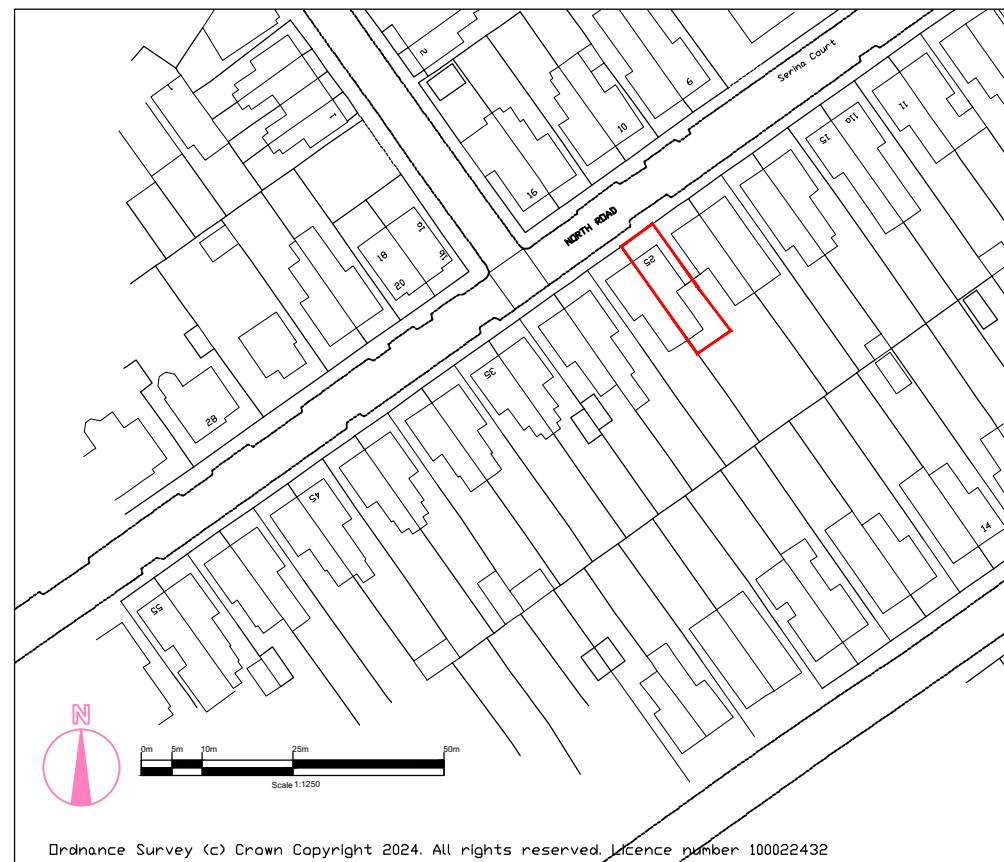 2
6
Serina Court
1
10
11
11a
15
16
NORTH ROAD
1a
18
1b
20
25
35
28
45
14
55
N
0m 5m 10m 25m 50m
Scale 1:1250
Ordnance Survey (c) Crown Copyright 2024. All rights reserved. Licence number 100022432